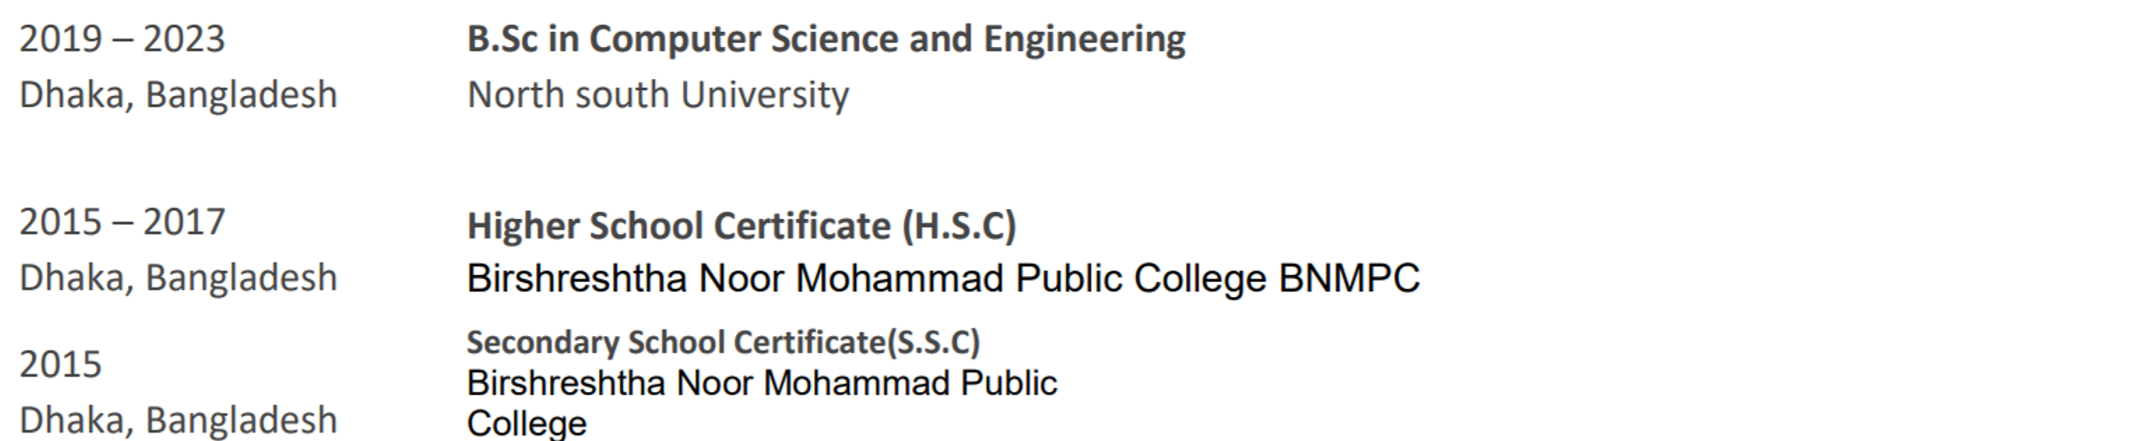 2019 – 2023
B.Sc in Computer Science and Engineering
Dhaka, Bangladesh
North south University
2015 – 2017
Higher School Certificate (H.S.C)
Dhaka, Bangladesh
Birshreshtha Noor Mohammad Public College BNMPC
Secondary School Certificate(S.S.C)
2015
Birshreshtha Noor Mohammad Public
Dhaka, Bangladesh
College